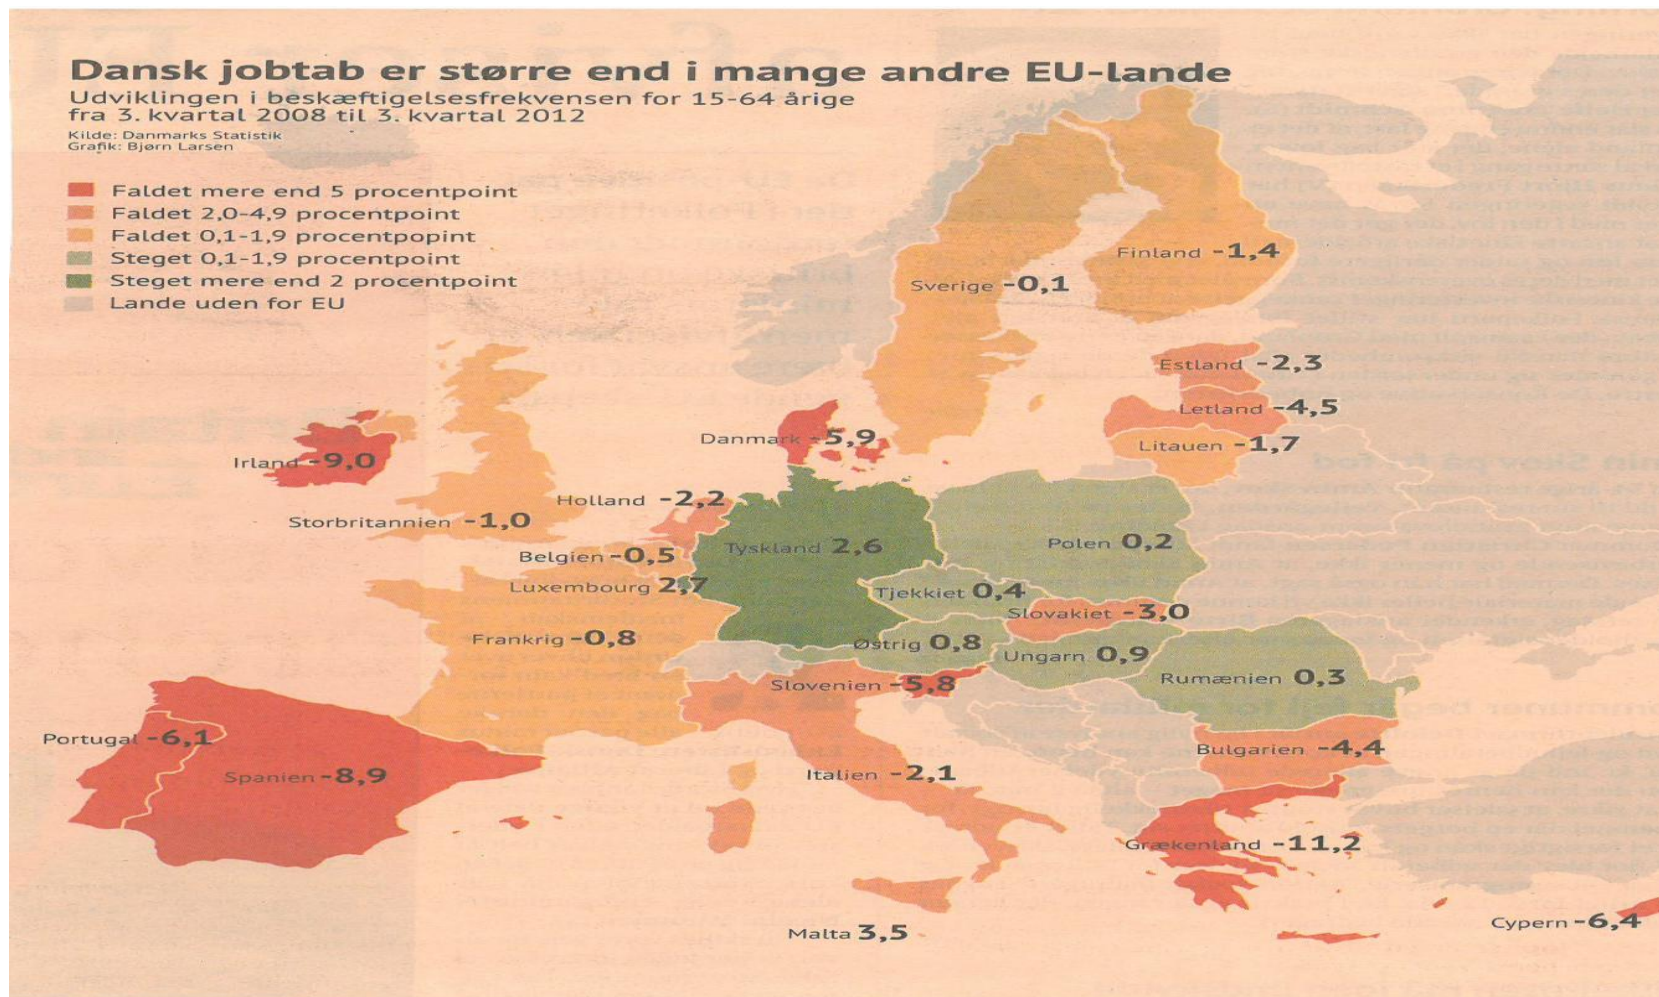 Dansk jobtab er større end i mange andre EU-lande
Udviklingen i beskæftigelsesfrekvensen for 15-64 årige
fra 3. kvartal 2008 til 3. kvartal 2012
Kilde: Danmarks Statistik
Grafik: Bjørn Larsen
Faldet mere end 5 procentpoint
Faldet 2,0-4,9 procentpoint
Faldet 0,1-1,9 procentpopint
Steget 0,1-1,9 procentpoint
Steget mere end 2 procentpoint
Lande uden for EU
Finland -1,4
Sverige -0,1
Estland -2,3
Letland -4,5
Danmark -5,9
Litauen -1,7
Irland -9,0
Holland -2,2
Storbritannien -1,0
Polen 0,2
Tyskland 2,6
Belgien -0,5
Luxembourg 2,7
Tjekkiet 0,4
Slovakiet -3,0
Frankrig -0,8
Østrig 0,8
Ungarn 0,9
Rumænien 0,3
Slovenien -5,8
Portugal -6,1
Bulgarien -4,4
Spanien -8,9
Italien -2,1
Grækenland -11,2
Cypern -6,4
Malta 3,5